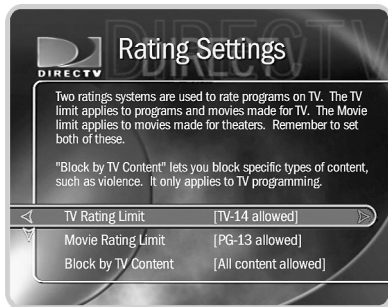 DIRECTV
Rating Settings
DIRECTV
Two ratings systems are used to rate programs on TV. The TV
limit applies to programs and movies made for TV. The Movie
limit applies to movies made for theaters. Remember to set
both of these.
"Block by TV Content" lets you block specific types of content,
such as violence. It only applies to TV programming.
TV Rating Limit [TV-14 allowed]
Movie Rating Limit [PG-13 allowed]
Block by TV Content [All content allowed]